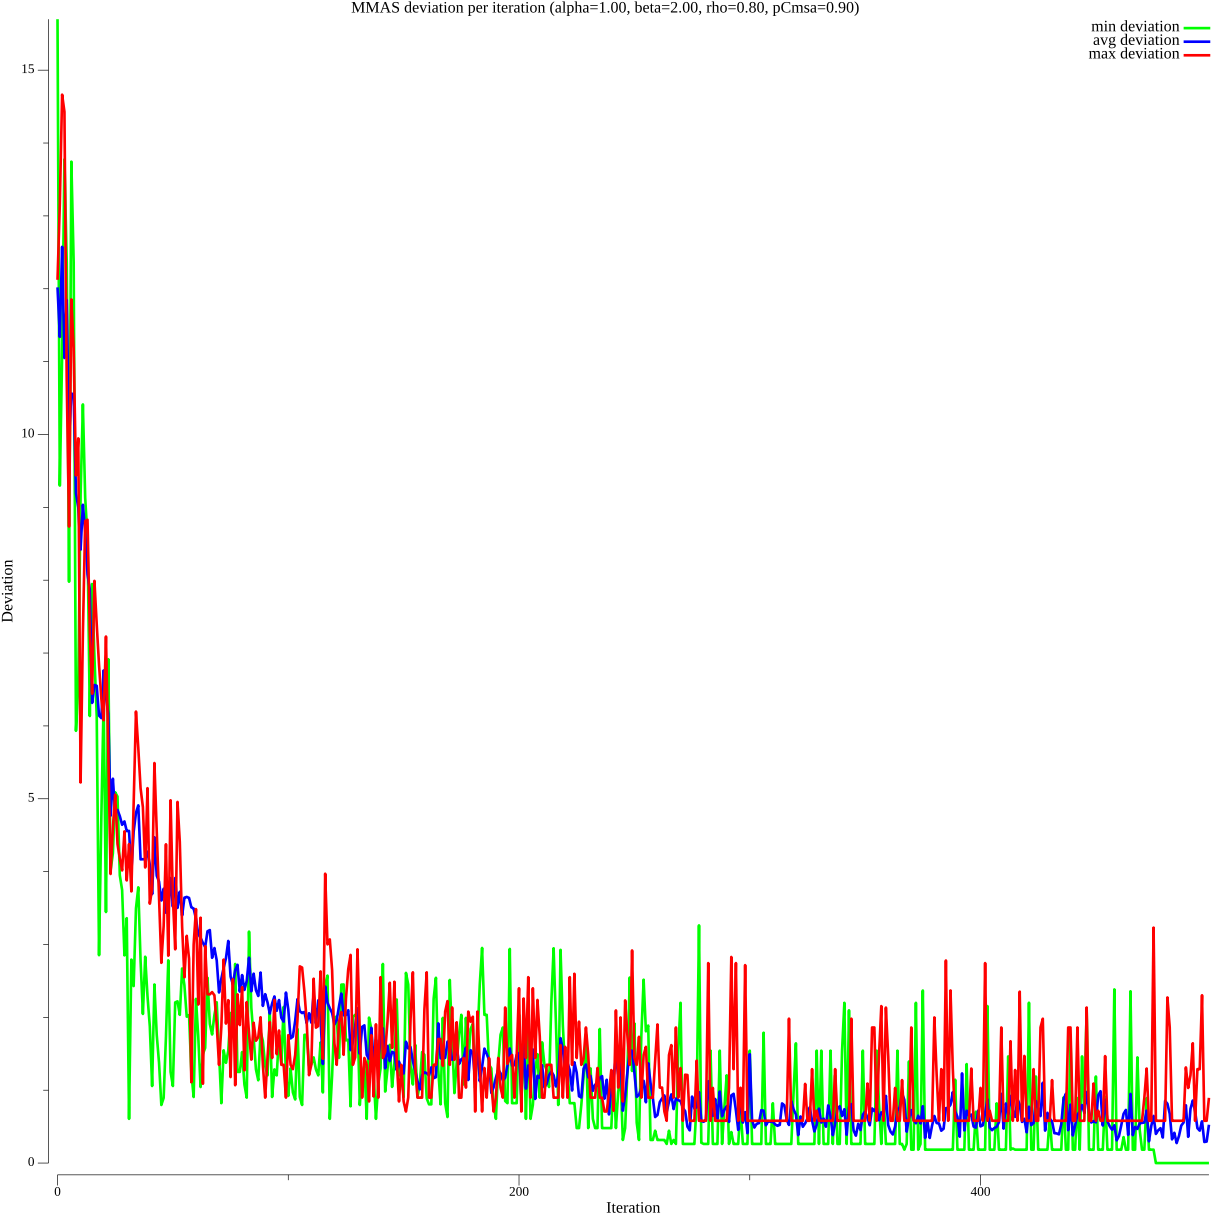 MMAS deviation per iteration (alpha=1.00, beta=2.00, rho=0.80, pCmsa=0.90)
min deviation
avg deviation
max deviation
15
10
5
0
Deviation
0
200
400
Iteration